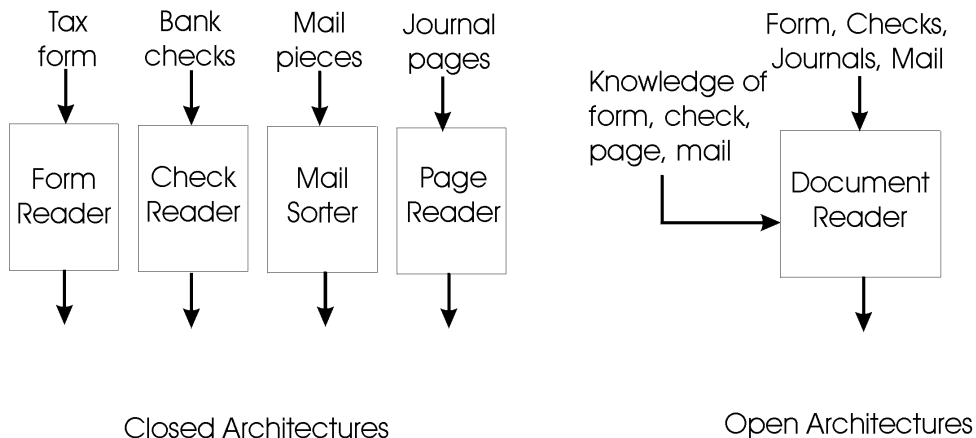 Tax
form
Bank
checks
Mail
pieces
Journal
pages
Form
Reader
Check
Reader
Mail
Sorter
Page
Reader
Closed Architectures
Form, Checks,
Journals, Mail
Knowledge of
form, check,
page, mail
Document
Reader
Open Architectures